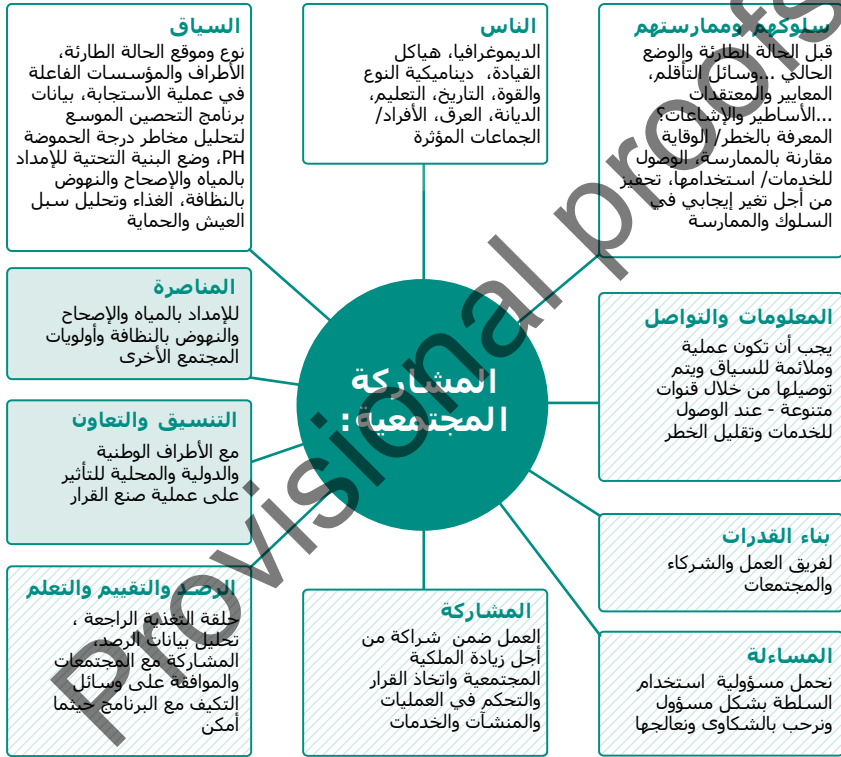 سلوكهم وممارستهم
قبل الحالة الطارئة والوضع
الحالي ...وسائل التأقلم،
المعايير والمعتقدات
...الأساطير والإشاعات؟
المعرفة بالخطر/ الوقاية
مقارنة بالممارسة، الوصول
للخدمات/ استخدامها، تحفيز
من أجل تغير إيجابي في
السلوك والممارسة
الناس
الديموغرافيا، هياكل
القيادة، ديناميكية النوع
والقوة، التاريخ، التعليم،
الديانة، العرق، الأفراد/
الجماعات المؤثرة
السياق
نوع وموقع الحالة الطارئة،
الأطراف والمؤسسات الفاعلة
في عملية الاستجابة، بيانات
برنامج التحصين الموسع
لتحليل مخاطر درجة الحموضة
PH، وضع البنية التحتية للإمداد
بالمياه والإصحاح والنهوض
بالنظافة، الغذاء وتحليل سبل
العيش والحماية
المناصرة
للإمداد بالمياه والإصحاح
والنهوض بالنظافة وأولويات
المجتمع الأخرى
المعلومات والتواصل
يجب أن تكون عملية
وملائمة للسياق ويتم
توصيلها من خلال قنوات
متنوعة - عند الوصول
للخدمات وتقليل الخطر
المشاركة
المجتمعية:
التنسيق والتعاون
مع الأطراف الوطنية
والدولية والمحلية للتأثير
على عملية صنع القرار
بناء القدرات
لفريق العمل والشركاء
والمجتمعات
الرصد والتقييم والتعلم
حلقة التغذية الراجعة ،
تحليل بيانات الرصد،
المشاركة مع المجتمعات
والموافقة على وسائل
التكيف مع البرنامج حيثما
أمكن
المشاركة
العمل ضمن شراكة من
أجل زيادة الملكية
المجتمعية واتخاذ القرار
والتحكم في العمليات
والمنشآت والخدمات
المساءلة
نحمل مسؤولية استخدام
السلطة بشكل مسؤول
ونرحب بالشكاوى ونعالجها
Provisional proofs